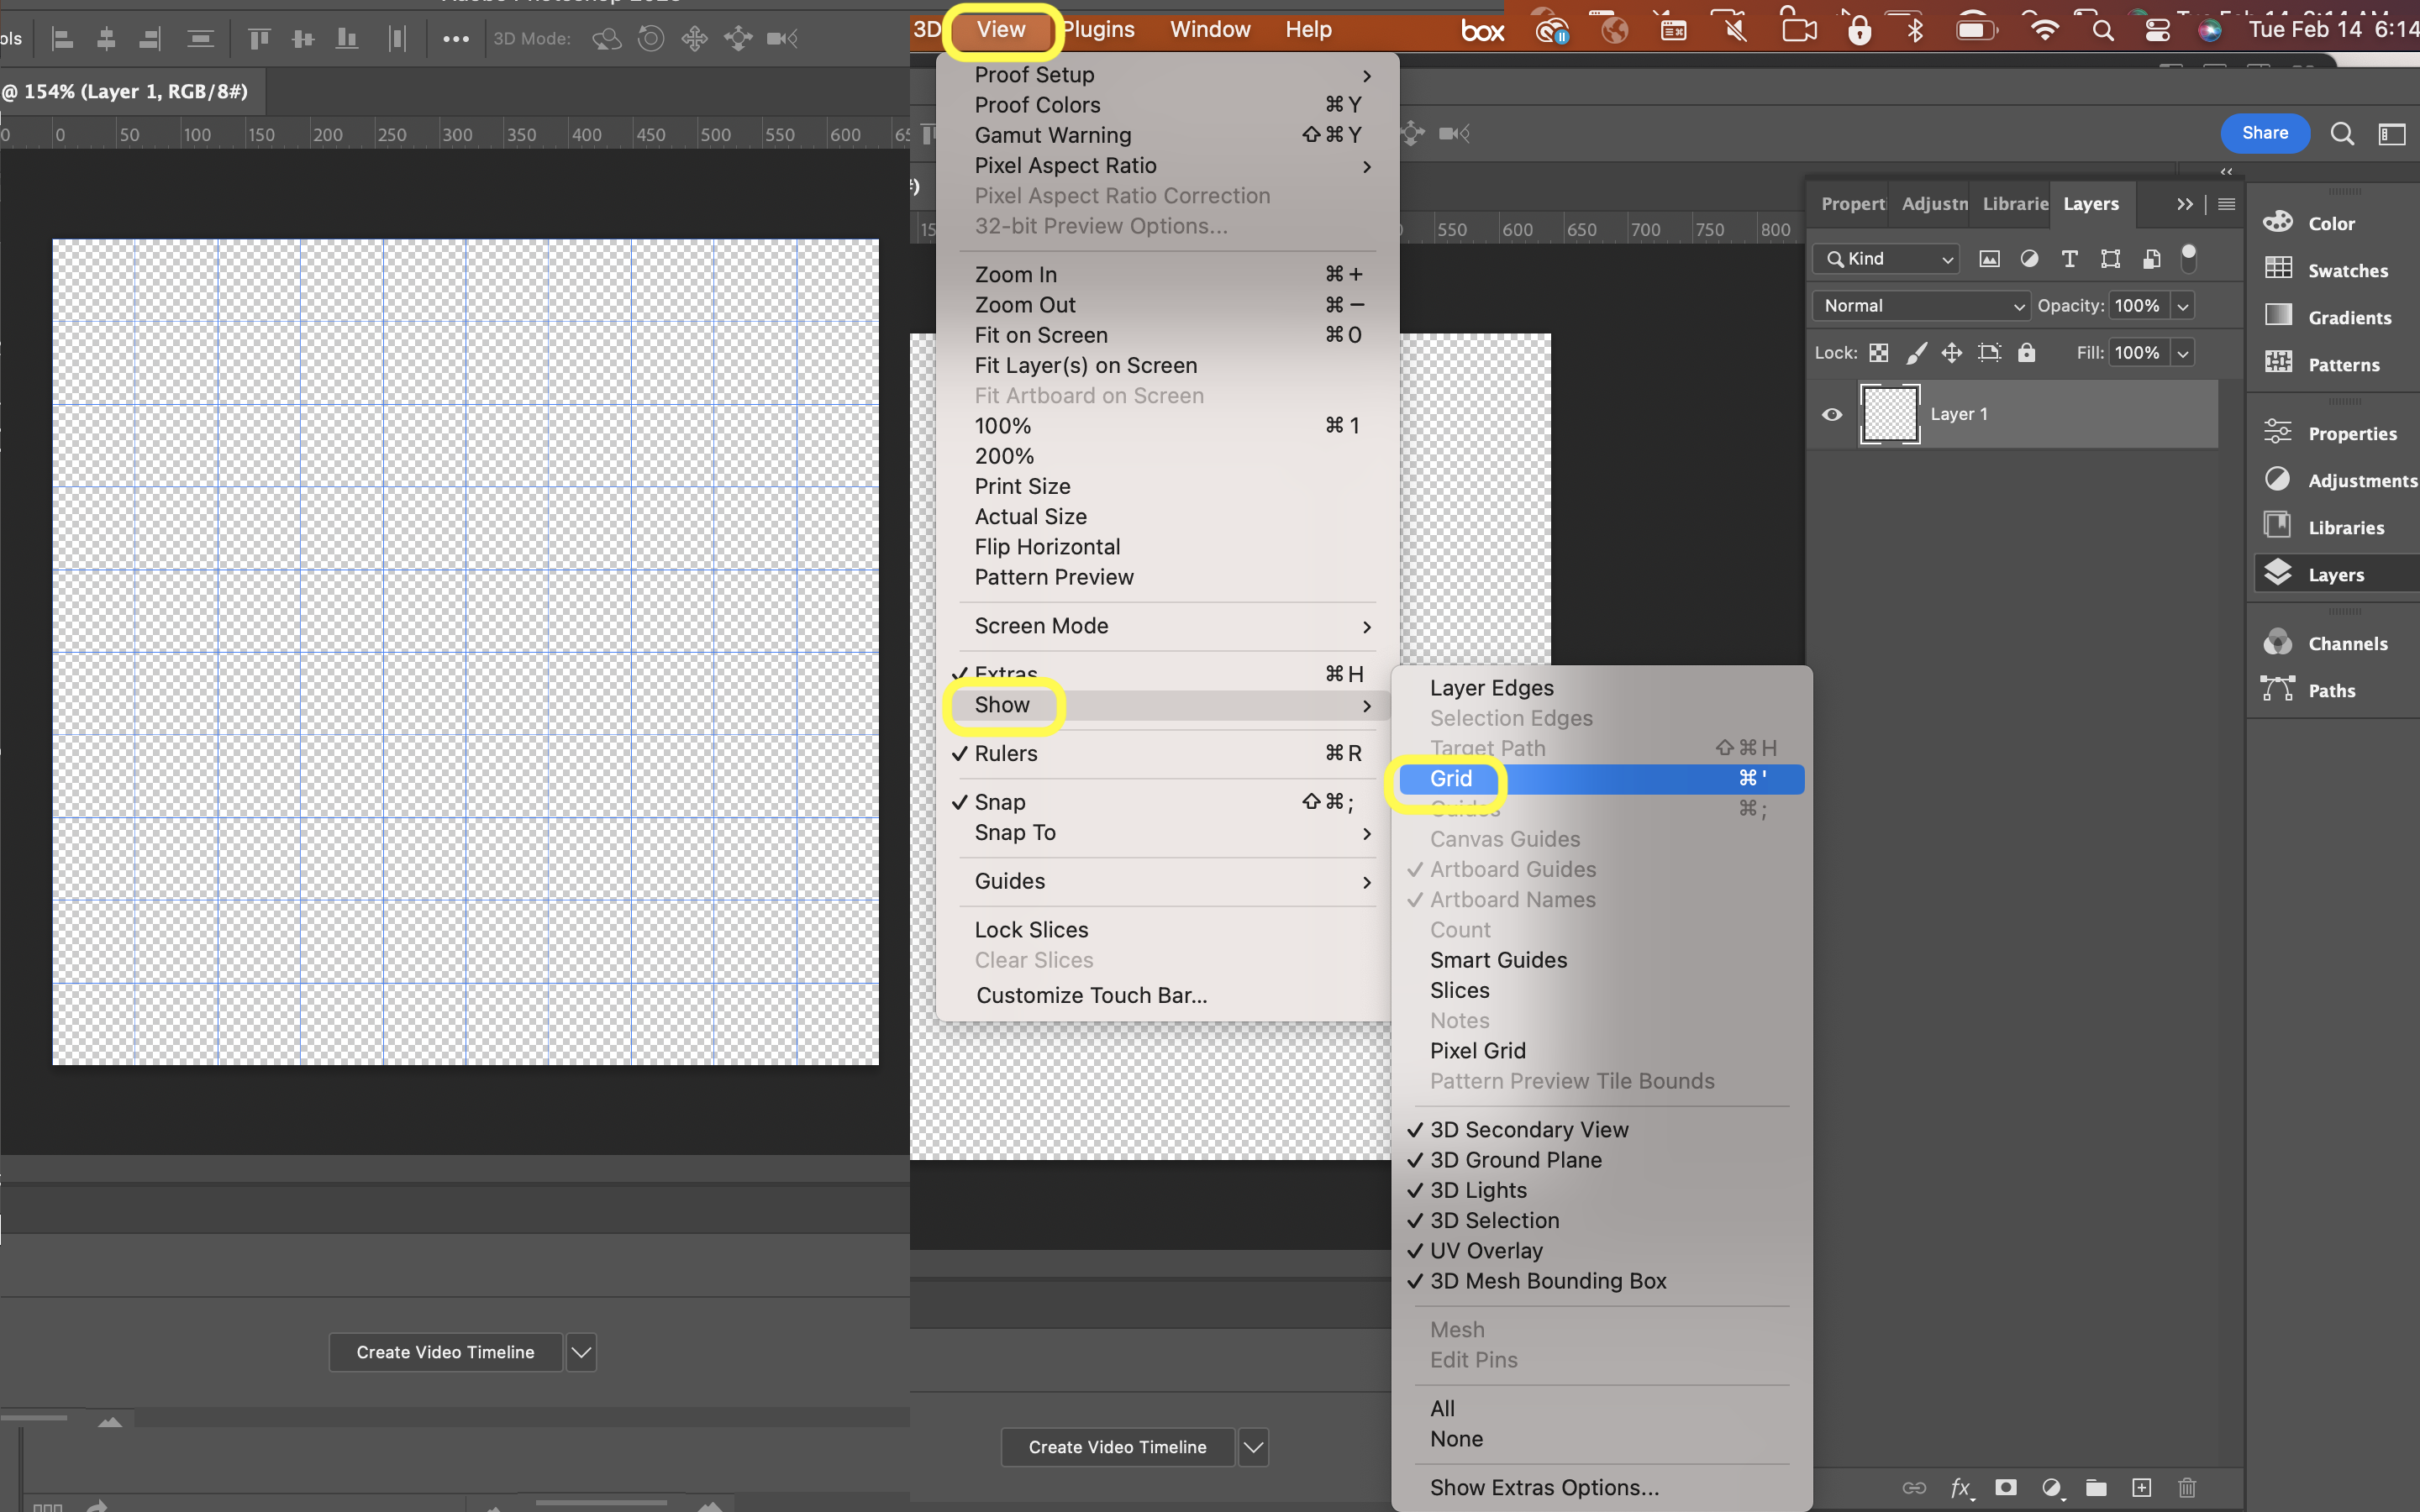 ols
3D Mode:
@ 154% (Layer 1, RGB/8#)
0 50 100 150 200 250 300 350 400 450 500 550 600
Create Video Timeline
3D View Plugins Window Help
box
Tue Feb 14 6:14
Proof Setup
Proof Colors ⌘Y
Gamut Warning ⇧⌘Y
Pixel Aspect Ratio
Pixel Aspect Ratio Correction
32-bit Preview Options...
Zoom In ⌘+
Zoom Out ⌘−
Fit on Screen ⌘0
Fit Layer(s) on Screen
Fit Artboard on Screen
100% ⌘1
200%
Print Size
Actual Size
Flip Horizontal
Pattern Preview
Screen Mode
✓ Extras ⌘H
Show
✓ Rulers ⌘R
✓ Snap ⇧⌘;
Snap To
Guides
Lock Slices
Clear Slices
Customize Touch Bar...
Layer Edges
Selection Edges
Target Path ⇧⌘H
Grid ⌘'
Guides ⌘;
Canvas Guides
✓ Artboard Guides
✓ Artboard Names
Count
Smart Guides
Slices
Notes
Pixel Grid
Pattern Preview Tile Bounds
✓ 3D Secondary View
✓ 3D Ground Plane
✓ 3D Lights
✓ 3D Selection
✓ UV Overlay
✓ 3D Mesh Bounding Box
Mesh
Edit Pins
All
None
Show Extras Options...
550 600 650 700 750 800
Create Video Timeline
Share
Propert Adjustn Librarie Layers
Kind
Normal Opacity: 100%
Lock: Fill: 100%
Layer 1
fx
Color
Swatches
Gradients
Patterns
Properties
Adjustments
Libraries
Layers
Channels
Paths